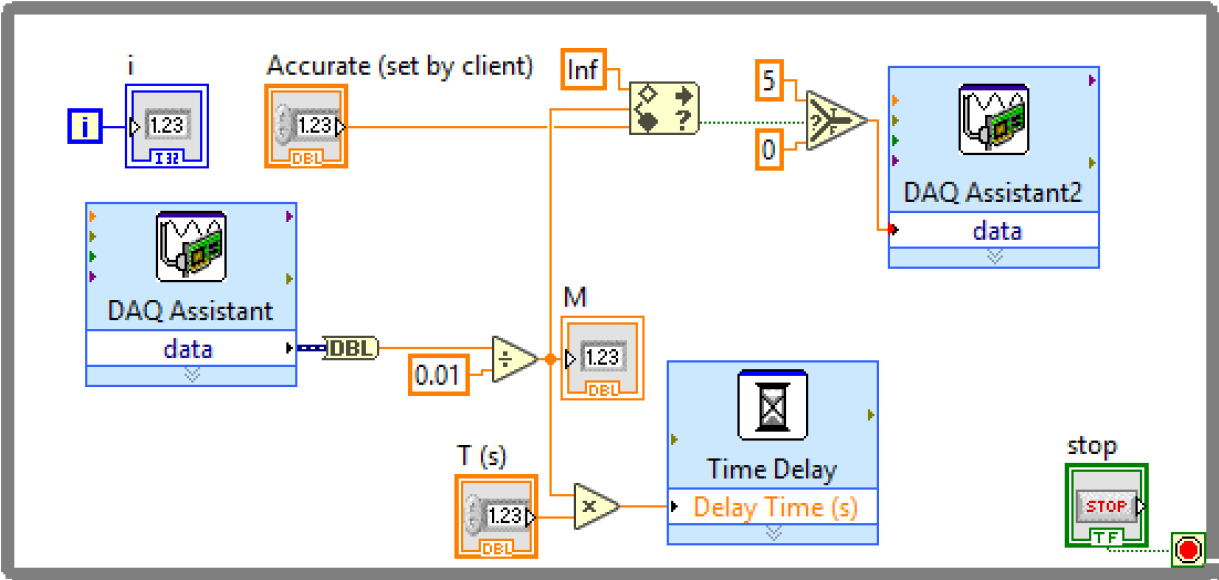 i
Accurate (set by client)
Inf
5
i
1.23
I32
1.23
DBL
?
?
T
F
0
DAQ Assistant2
data
DAQ Assistant
data
DBL
0.01
÷
M
1.23
DBL
T (s)
1.23
DBL
x
Time Delay
Delay Time (s)
stop
STOP
TF